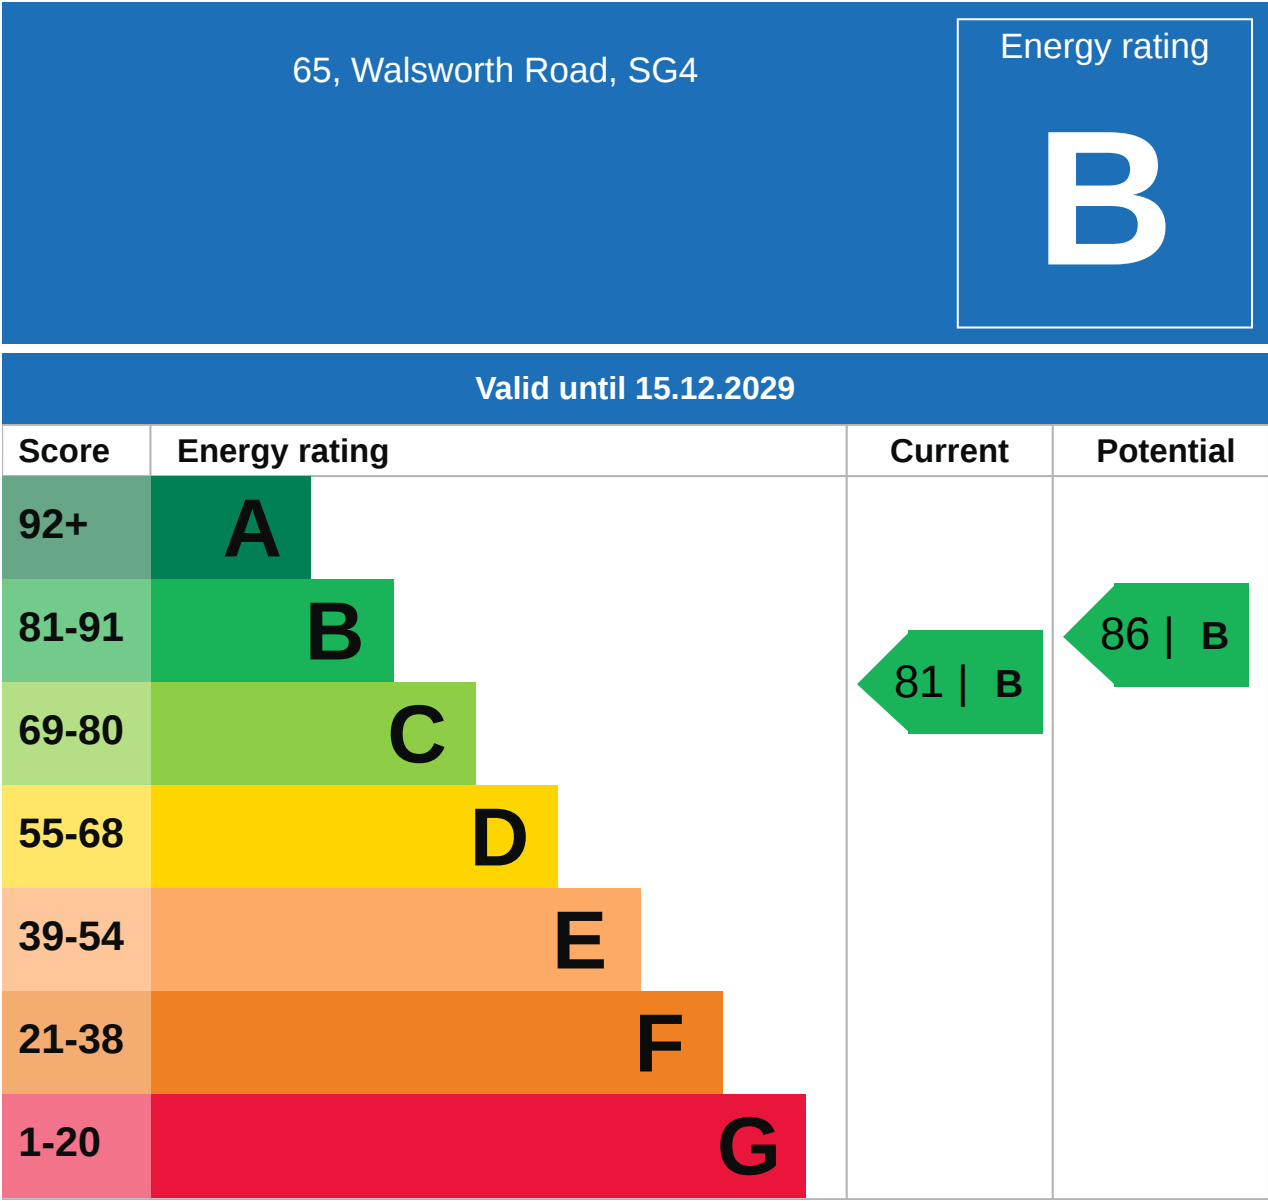 65, Walsworth Road, SG4
Energy rating
B
Valid until 15.12.2029
Score Energy rating Current Potential
92+ A
81-91 B
86 | B
81 | B
69-80 C
55-68 D
39-54 E
21-38 F
1-20 G